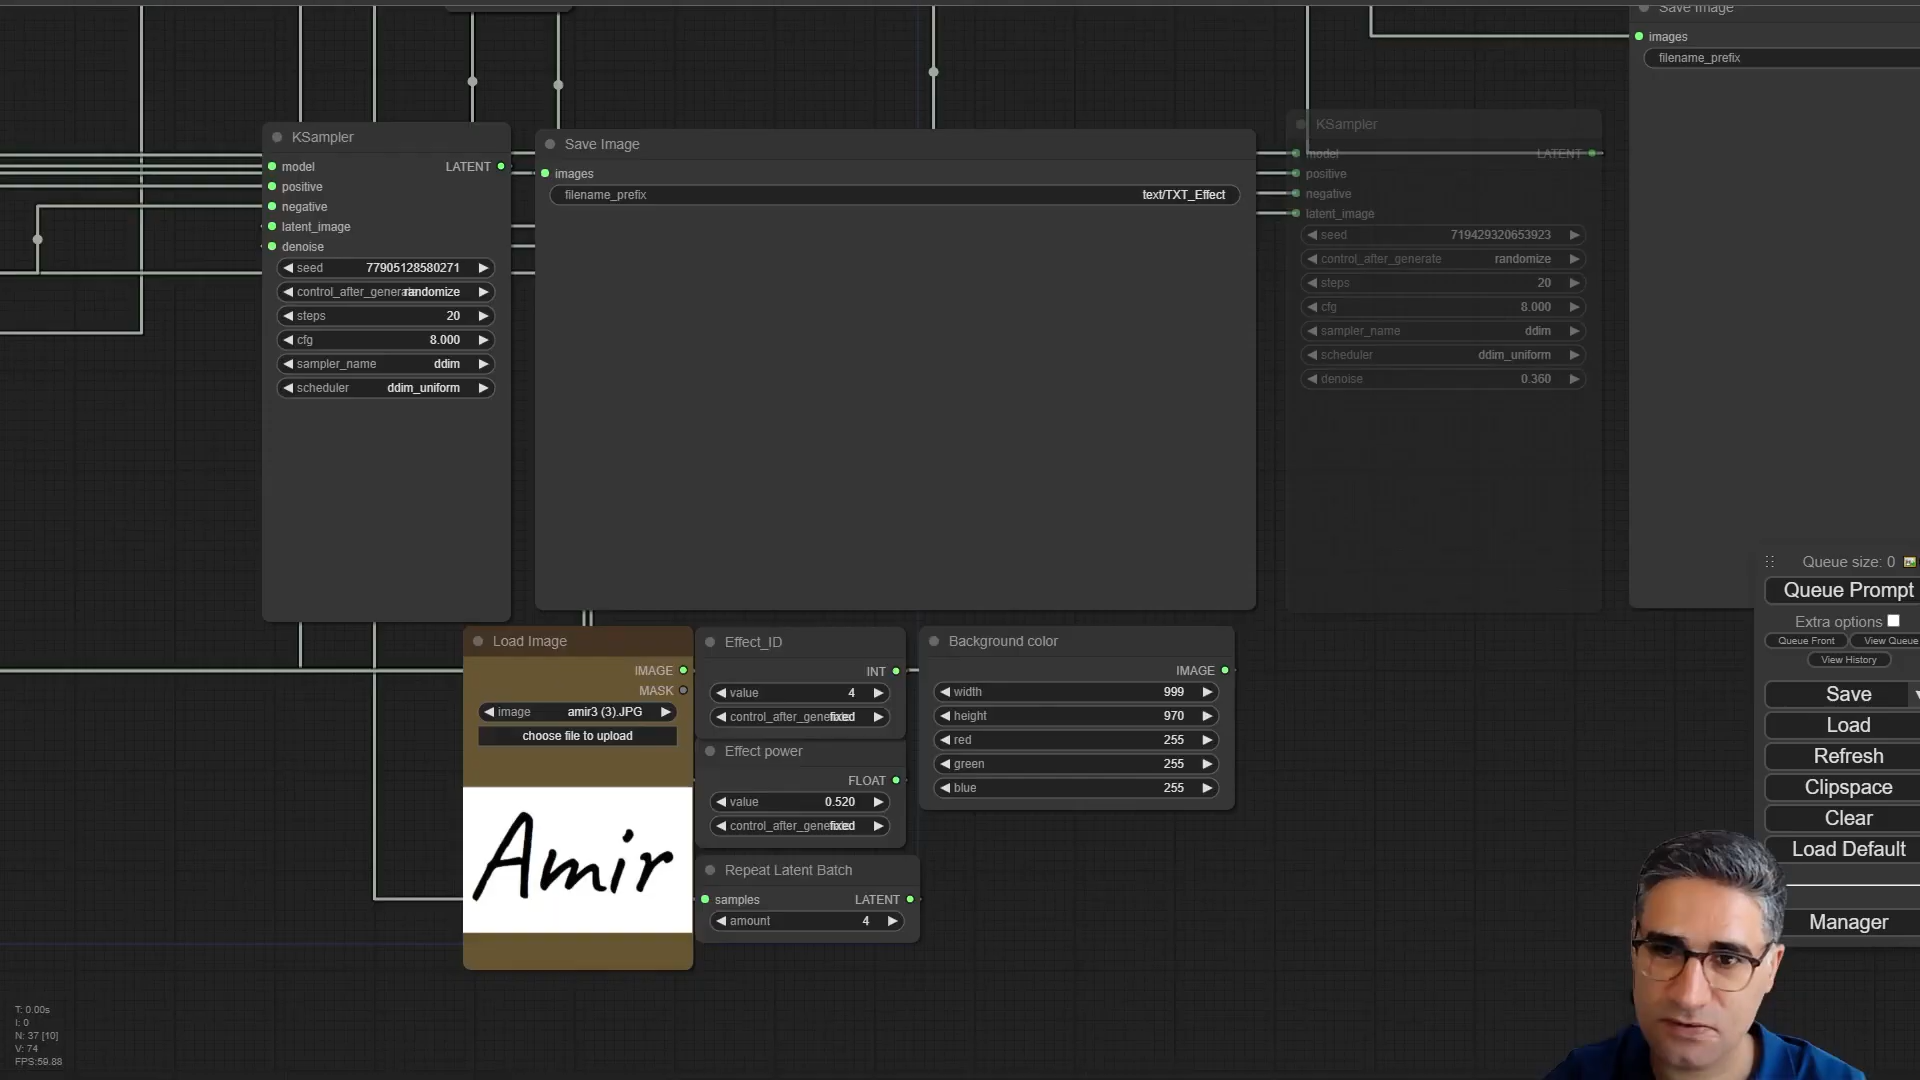 Save Image
images
filename_prefix
KSampler
model
LATENT
positive
negative
latent_image
denoise
seed 77905128580271
control_after_generate randomize
steps 20
cfg 8.000
sampler_name ddim
scheduler ddim_uniform
Save Image
images
filename_prefix text/TXT_Effect
KSampler
model
LATENT
positive
negative
latent_image
seed 719429320653923
control_after_generate randomize
steps 20
cfg 8.000
sampler_name ddim
scheduler ddim_uniform
denoise 0.360
Load Image
IMAGE
MASK
image amir3 (3).JPG
choose file to upload
Amir
Effect_ID
INT
value 4
control_after_generate fixed
Effect power
FLOAT
value 0.520
control_after_generate fixed
Repeat Latent Batch
samples
LATENT
amount 4
Background color
IMAGE
width 999
height 970
red 255
green 255
blue 255
Queue size: 0
Queue Prompt
Extra options
Queue Front
View Queue
View History
Save
Load
Refresh
Clipspace
Clear
Load Default
Manager
T: 0.00s
I: 0
N: 37 [10]
V: 74
FPS:59.88